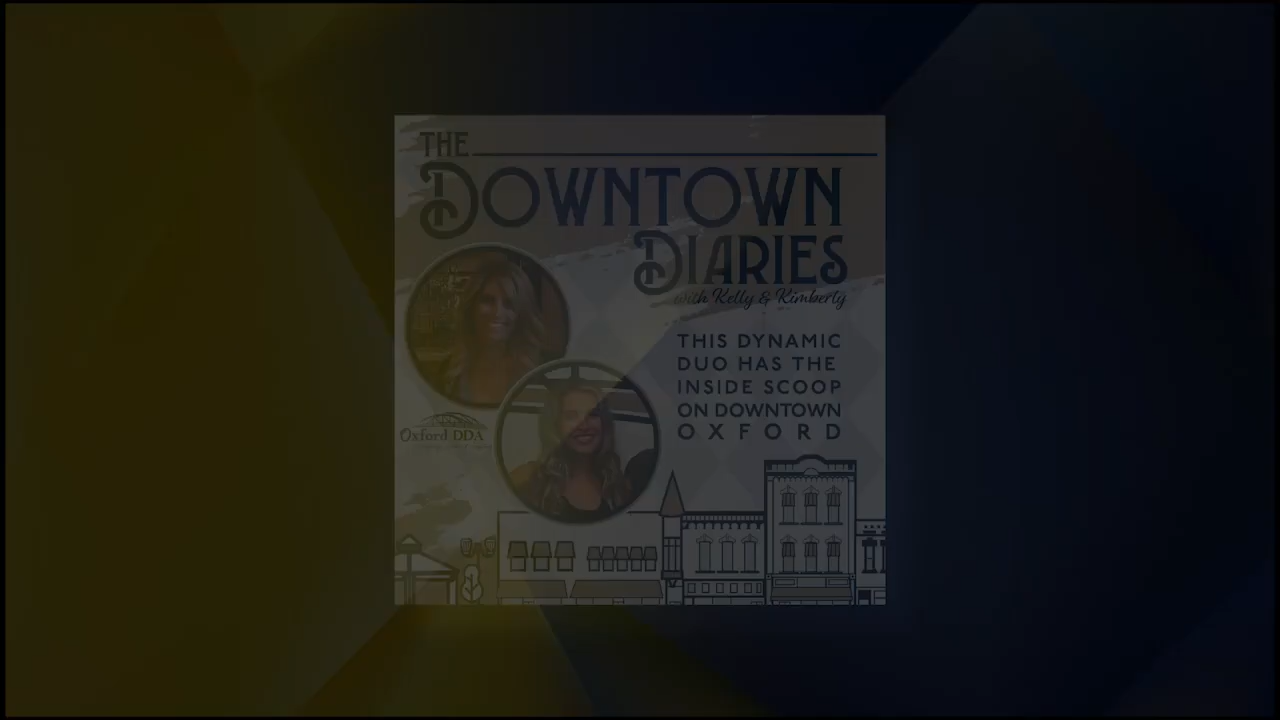 THE
DOWNTOWN
DIARIES
with Kelly & Kimberly
THIS DYNAMIC
DUO HAS THE
INSIDE SCOOP
ON DOWNTOWN
OXFORD
Oxford DDA